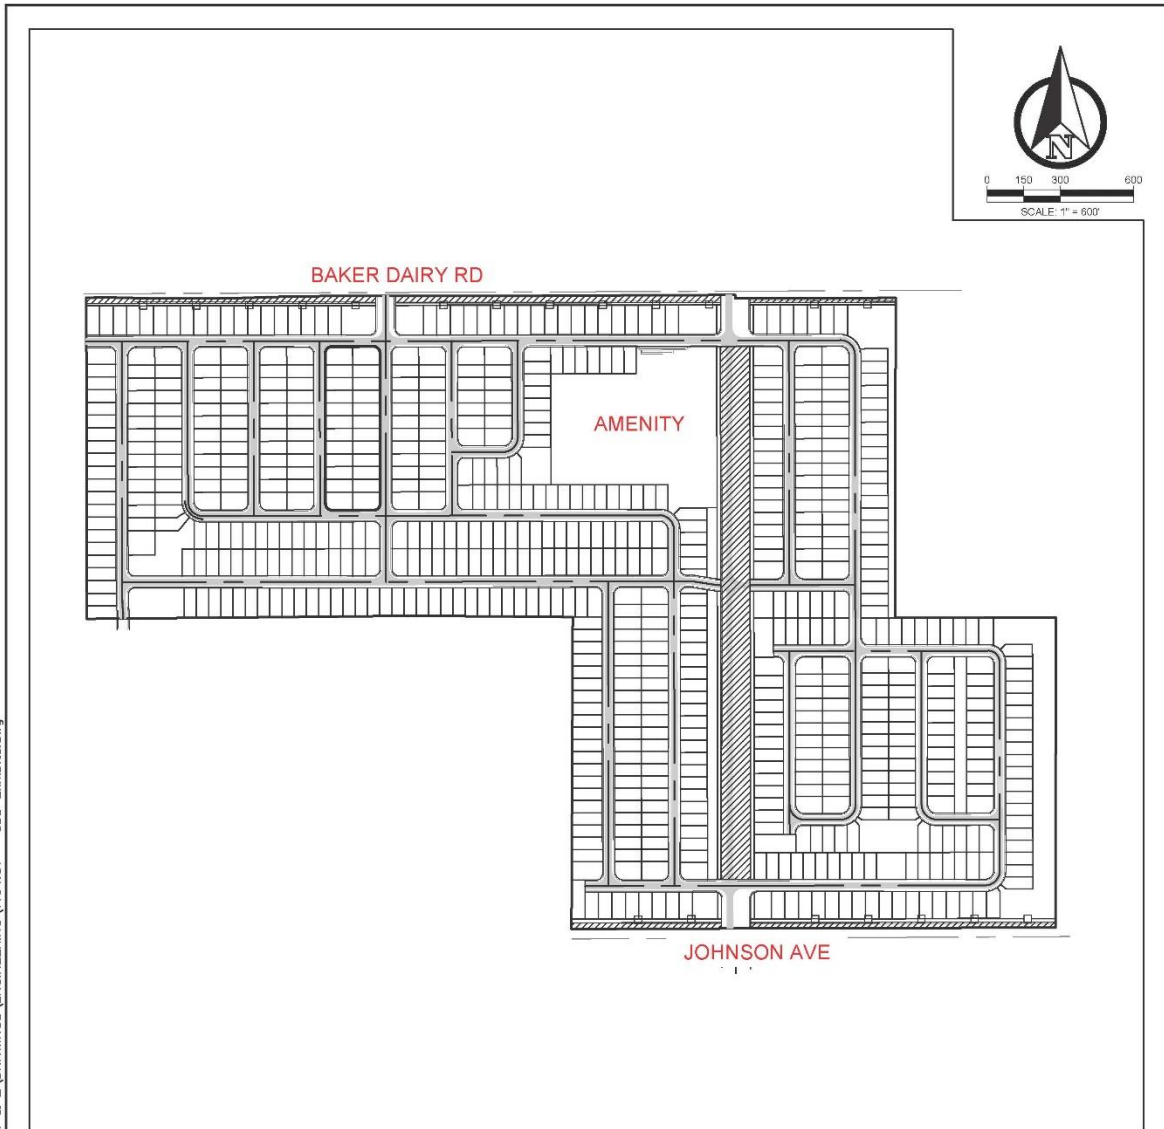 N
0 150 300 600
SCALE: 1" = 600'
BAKER DAIRY RD
AMENITY
JOHNSON AVE